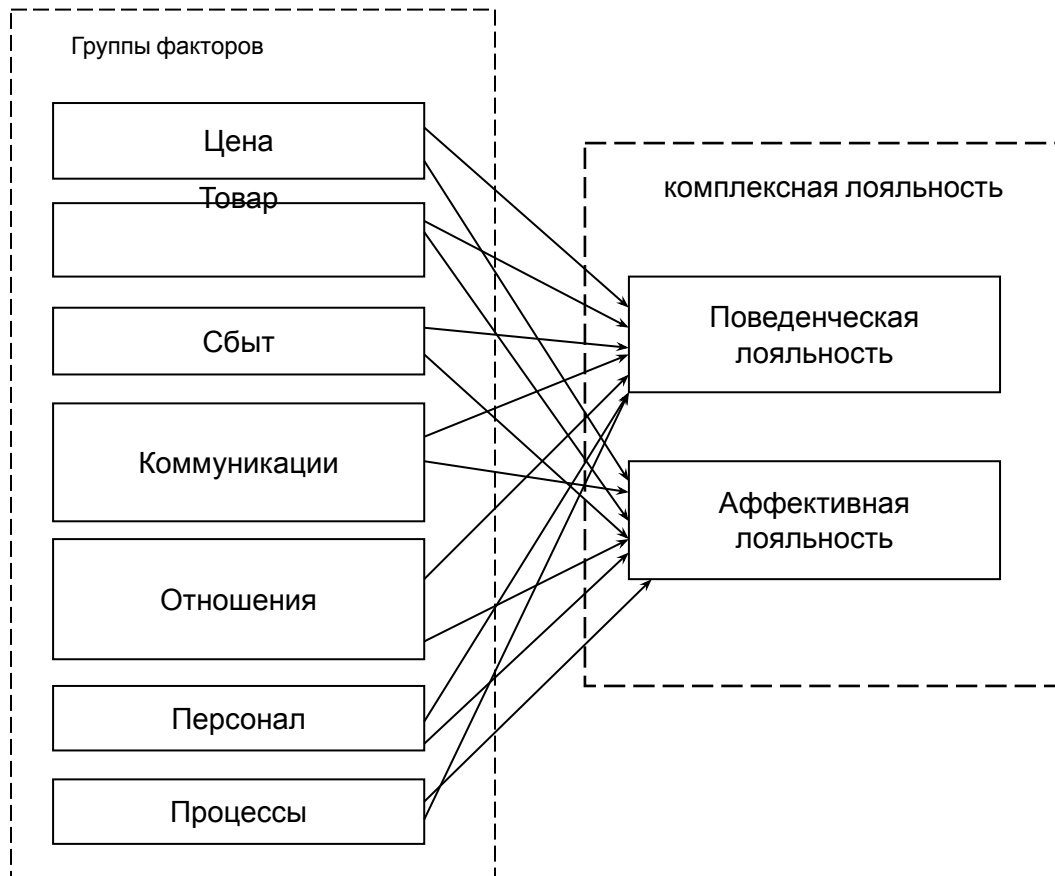 Группы факторов
Цена
Товар
Сбыт
Коммуникации
Отношения
Персонал
Процессы
комплексная лояльность
Поведенческая
лояльность
Аффективная
лояльность